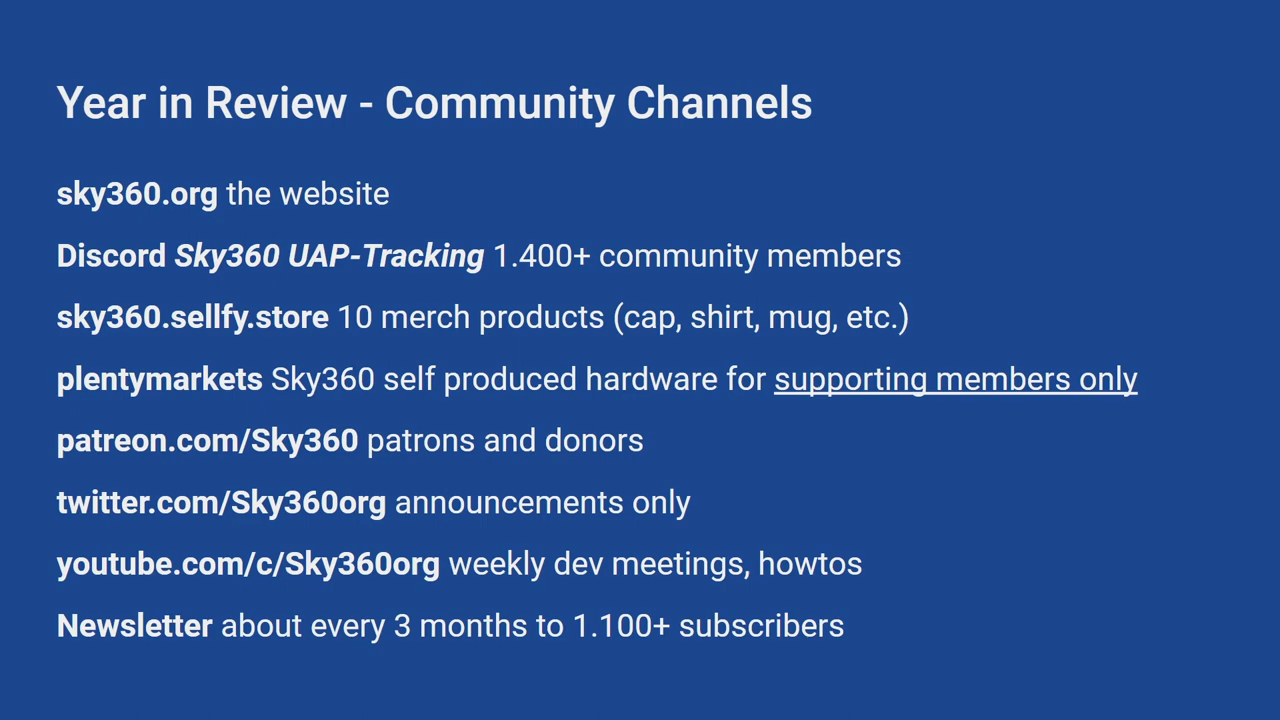 Year in Review - Community Channels
sky360.org the website
Discord Sky360 UAP-Tracking 1.400+ community members
sky360.sellfy.store 10 merch products (cap, shirt, mug, etc.)
plentymarkets Sky360 self produced hardware for supporting members only
patreon.com/Sky360 patrons and donors
twitter.com/Sky360org announcements only
youtube.com/c/Sky360org weekly dev meetings, howtos
Newsletter about every 3 months to 1.100+ subscribers